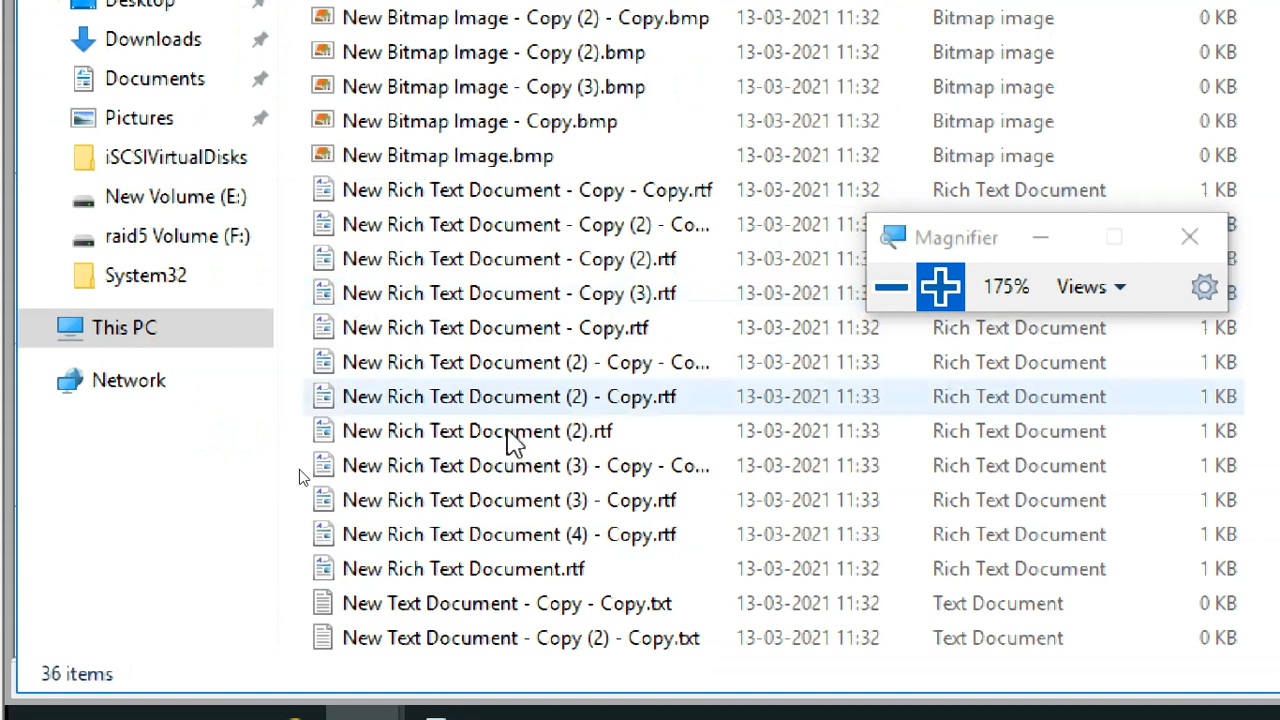 Desktop
New Bitmap Image - Copy (2) - Copy.bmp 13-03-2021 11:32 Bitmap image 0 KB
Downloads
New Bitmap Image - Copy (2).bmp 13-03-2021 11:32 Bitmap image 0 KB
Documents
New Bitmap Image - Copy (3).bmp 13-03-2021 11:32 Bitmap image 0 KB
Pictures
New Bitmap Image - Copy.bmp 13-03-2021 11:32 Bitmap image 0 KB
iSCSIVirtualDisks
New Bitmap Image.bmp 13-03-2021 11:32 Bitmap image 0 KB
New Volume (E:)
New Rich Text Document - Copy - Copy.rtf 13-03-2021 11:32 Rich Text Document 1 KB
raid5 Volume (F:)
New Rich Text Document - Copy (2) - Co... 13-03-2021 11:3
Magnifier
New Rich Text Document - Copy (2).rtf 13-03-2021 11:3
System32
175% Views
New Rich Text Document - Copy (3).rtf 13-03-2021 11:3
This PC
New Rich Text Document - Copy.rtf 13-03-2021 11:32 Rich Text Document 1 KB
New Rich Text Document (2) - Copy - Co... 13-03-2021 11:33 Rich Text Document 1 KB
Network
New Rich Text Document (2) - Copy.rtf 13-03-2021 11:33 Rich Text Document 1 KB
New Rich Text Document (2).rtf 13-03-2021 11:33 Rich Text Document 1 KB
New Rich Text Document (3) - Copy - Co... 13-03-2021 11:33 Rich Text Document 1 KB
New Rich Text Document (3) - Copy.rtf 13-03-2021 11:33 Rich Text Document 1 KB
New Rich Text Document (4) - Copy.rtf 13-03-2021 11:33 Rich Text Document 1 KB
New Rich Text Document.rtf 13-03-2021 11:32 Rich Text Document 1 KB
New Text Document - Copy - Copy.txt 13-03-2021 11:32 Text Document 0 KB
New Text Document - Copy (2) - Copy.txt 13-03-2021 11:32 Text Document 0 KB
36 items